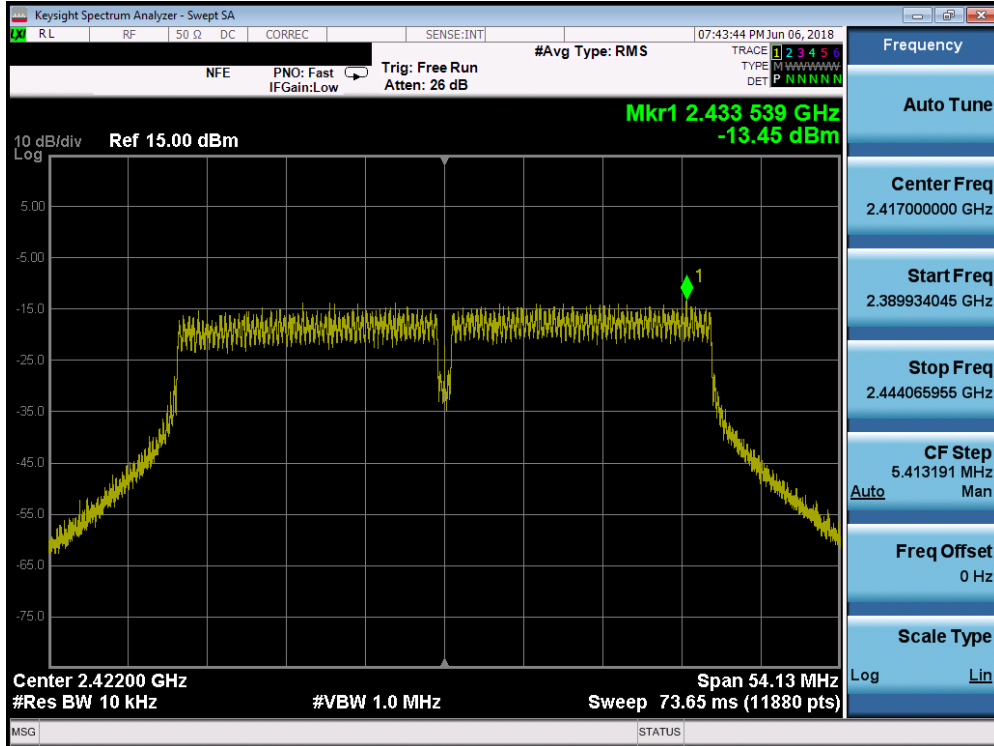 Keysight Spectrum Analyzer - Swept SA
LXI RL RF 50 Ω DC CORREC SENSE:INT 07:43:44 PM Jun 06, 2018
#Avg Type: RMS
TRACE 1 2 3 4 5 6
TYPE M W W W W W
DET P N N N N N
NFE PNO: Fast Trig: Free Run
IFGain:Low Atten: 26 dB
Mkr1 2.433 539 GHz
-13.45 dBm
10 dB/div Ref 15.00 dBm
Log
5.00
-5.00
1
-15.0
-25.0
-35.0
-45.0
-55.0
-65.0
-75.0
Center 2.42200 GHz Span 54.13 MHz
#Res BW 10 kHz #VBW 1.0 MHz Sweep 73.65 ms (11880 pts)
MSG STATUS
Frequency
Auto Tune
Center Freq
2.417000000 GHz
Start Freq
2.389934045 GHz
Stop Freq
2.444065955 GHz
CF Step
5.413191 MHz
Auto Man
Freq Offset
0 Hz
Scale Type
Log Lin